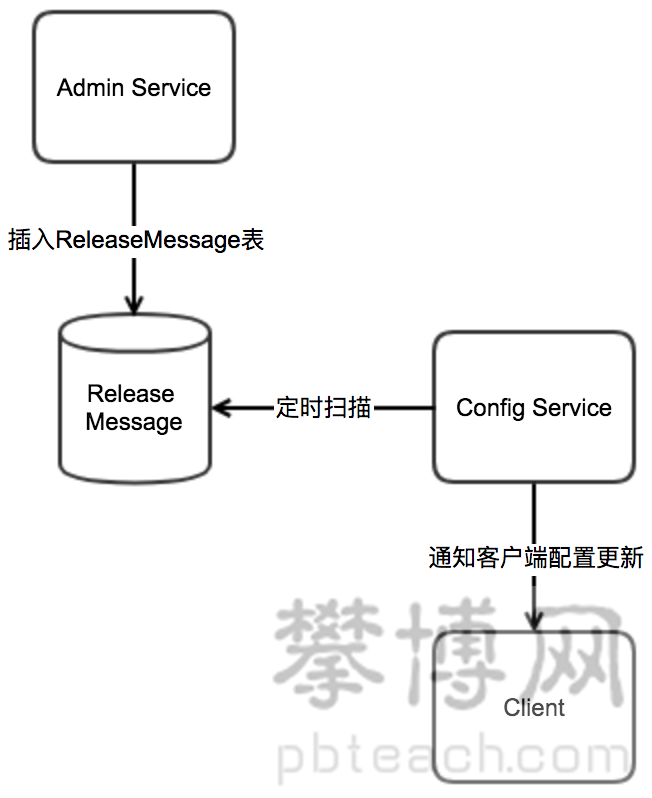 Admin Service
插入ReleaseMessage表
Release
Message
定时扫描
Config Service
通知客户端配置更新
攀博网
Client
pbteach.com